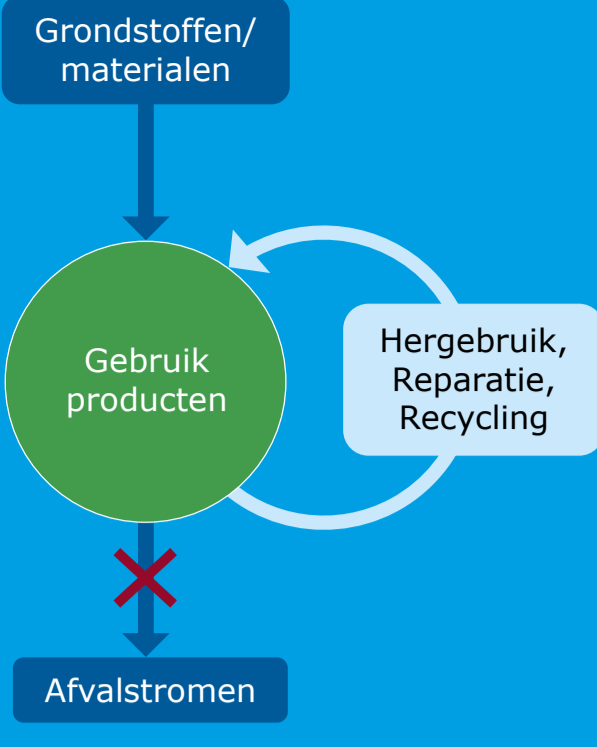 Grondstoffen/
materialen
Gebruik
producten
Hergebruik,
Reparatie,
Recycling
Afvalstromen